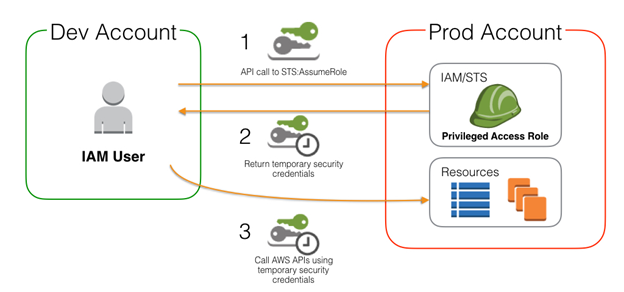 Dev Account
IAM User
1
API call to STS:AssumeRole
2
Return temporary security
credentials
3
Call AWS APIs using
temporary security
credentials
Prod Account
IAM/STS
Privileged Access Role
Resources